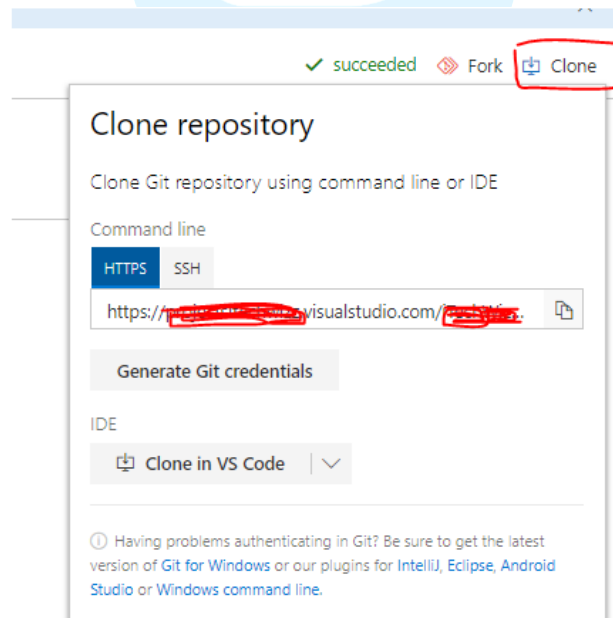 succeeded Fork Clone
Clone repository
Clone Git repository using command line or IDE
Command line
HTTPS SSH
https:// visualstudio.com/
Generate Git credentials
IDE
Clone in VS Code
Having problems authenticating in Git? Be sure to get the latest
version of Git for Windows or our plugins for IntelliJ, Eclipse, Android
Studio or Windows command line.